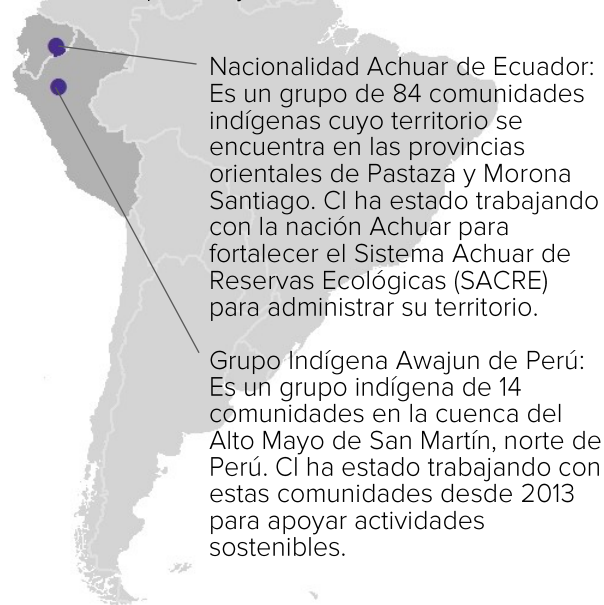 Nacionalidad Achuar de Ecuador:
Es un grupo de 84 comunidades
indígenas cuyo territorio se
encuentra en las provincias
orientales de Pastaza y Morona
Santiago. CI ha estado trabajando
con la nación Achuar para
fortalecer el Sistema Achuar de
Reservas Ecológicas (SACRE)
para administrar su territorio.
Grupo Indígena Awajun de Perú:
Es un grupo indígena de 14
comunidades en la cuenca del
Alto Mayo de San Martín, norte de
Perú. CI ha estado trabajando con
estas comunidades desde 2013
para apoyar actividades
sostenibles.